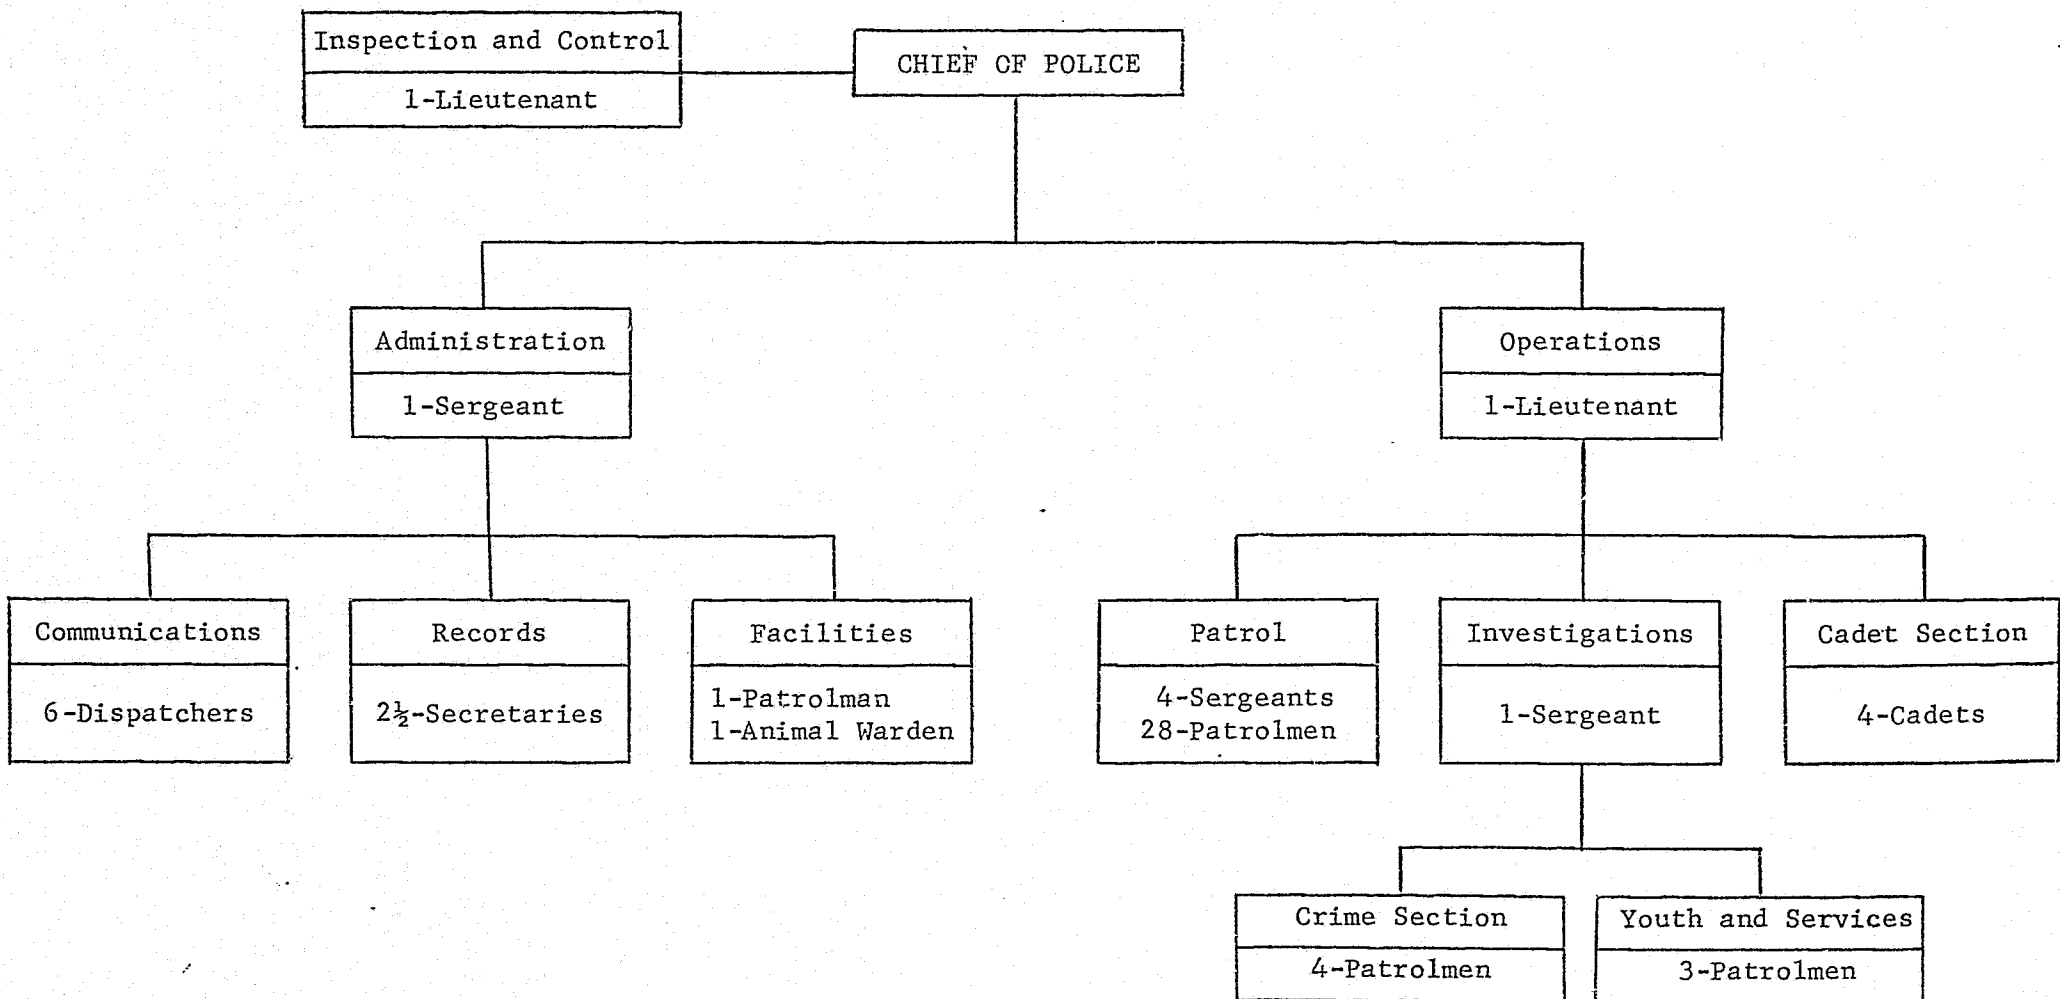 Inspection and Control
1-Lieutenant
CHIEF OF POLICE
Administration
1-Sergeant
Operations
1-Lieutenant
Communications
6-Dispatchers
Records
2½-Secretaries
Facilities
1-Patrolman
1-Animal Warden
Patrol
4-Sergeants
28-Patrolmen
Investigations
1-Sergeant
Cadet Section
4-Cadets
Crime Section
4-Patrolmen
Youth and Services
3-Patrolmen